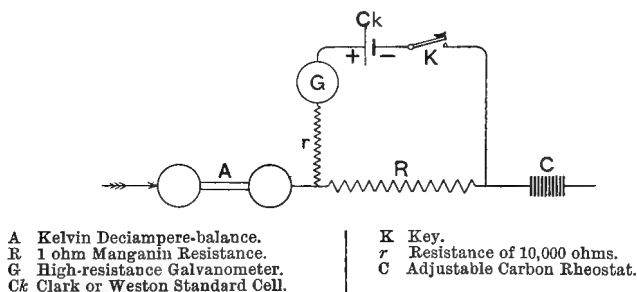 Ck
+ −
K
G
r
A
R
C
A Kelvin Deciampere-balance.
R 1 ohm Manganin Resistance.
G High-resistance Galvanometer.
Ck Clark or Weston Standard Cell.
K Key.
r Resistance of 10,000 ohms.
C Adjustable Carbon Rheostat.